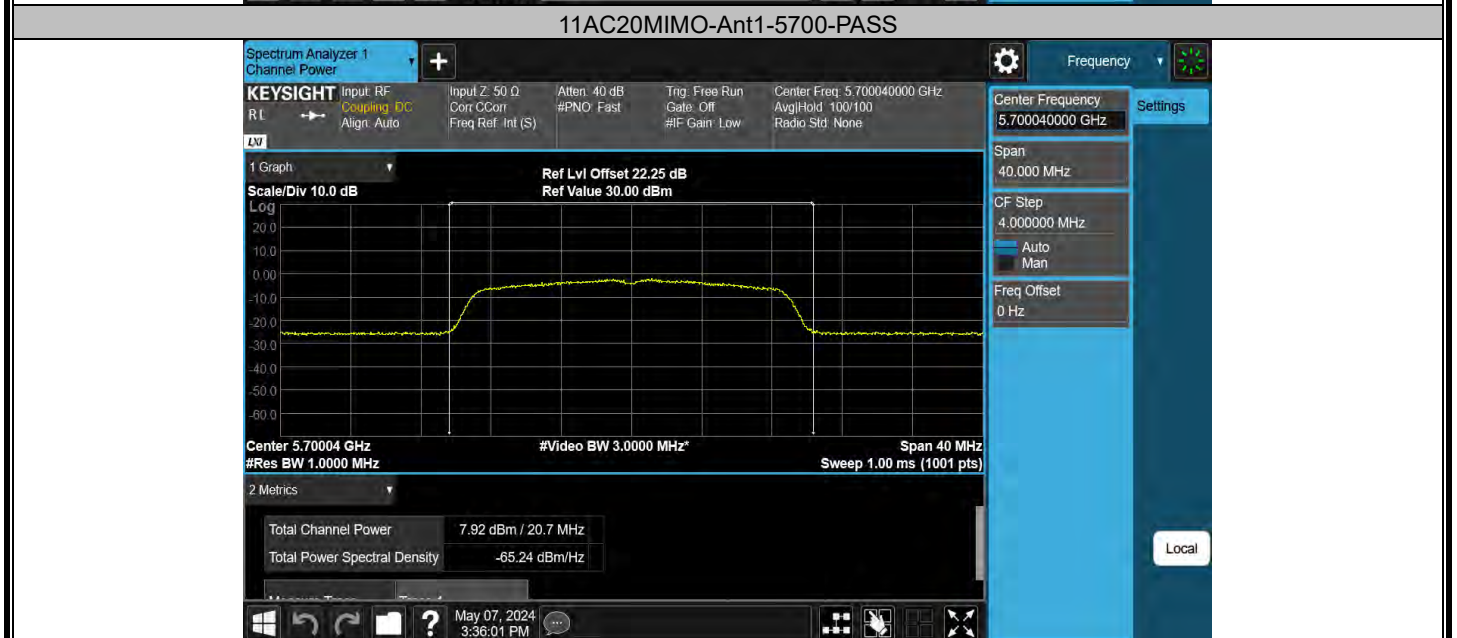 11AC20MIMO-Ant1-5700-PASS
Spectrum Analyzer 1
Channel Power
+
Frequency
KEYSIGHT
R L
LXI
Input: RF
Coupling: DC
Align: Auto
Input Z: 50 Ω
Corr CCorr
Freq Ref: Int (S)
Atten: 40 dB
#PNO: Fast
Trig: Free Run
Gate: Off
#IF Gain: Low
Center Freq: 5.700040000 GHz
Avg|Hold: 100/100
Radio Std: None
Center Frequency
5.700040000 GHz
Settings
Span
40.000 MHz
CF Step
4.000000 MHz
Auto
Man
Freq Offset
0 Hz
1 Graph
Scale/Div 10.0 dB
Ref Lvl Offset 22.25 dB
Ref Value 30.00 dBm
Log
20.0
10.0
0.00
-10.0
-20.0
-30.0
-40.0
-50.0
-60.0
Center 5.70004 GHz
#Video BW 3.0000 MHz*
Span 40 MHz
#Res BW 1.0000 MHz
Sweep 1.00 ms (1001 pts)
2 Metrics
Total Channel Power 7.92 dBm / 20.7 MHz
Total Power Spectral Density -65.24 dBm/Hz
Local
?
May 07, 2024
3:36:01 PM